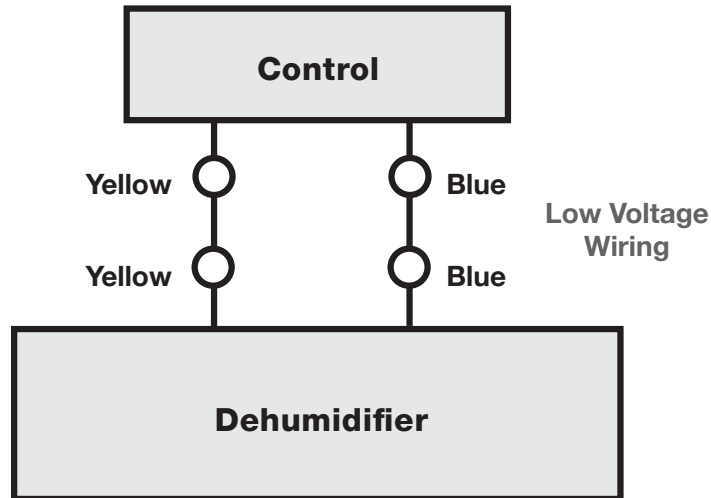 Control
Yellow
Blue
Low Voltage
Wiring
Yellow
Blue
Dehumidifier